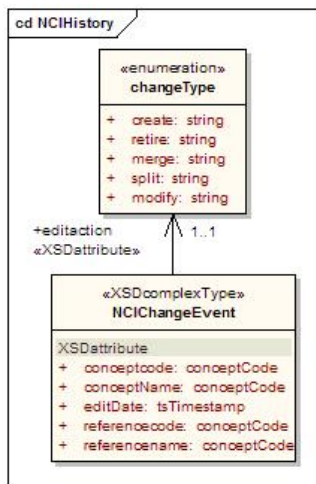 cd NCIHistory
«enumeration»
changeType
+ create: string
+ retire: string
+ merge: string
+ split: string
+ modify: string
+editaction
1..1
«XSDattribute»
«XSDcomplexType»
NCIChangeEvent
XSDattribute
+ conceptcode: conceptCode
+ conceptName: conceptCode
+ editDate: tsTimestamp
+ referencecode: conceptCode
+ referencename: conceptCode